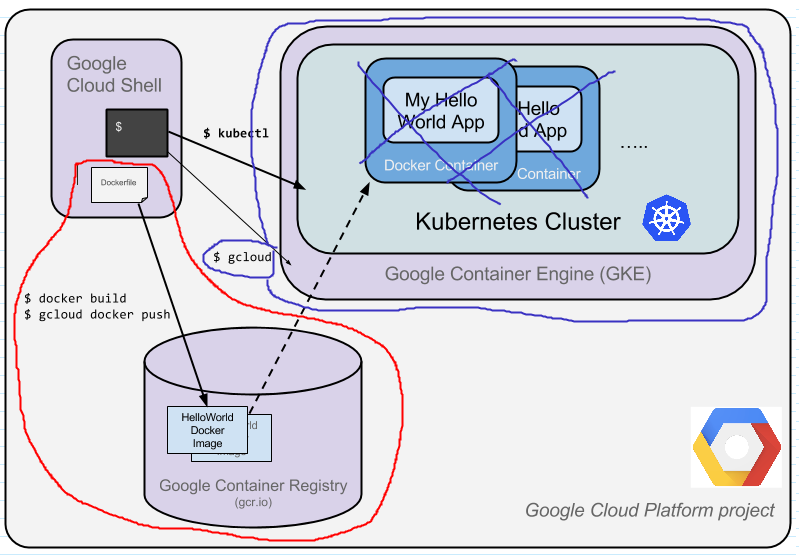 Google
Cloud Shell
$
Dockerfile
$ kubectl
$ gcloud
$ docker build
$ gcloud docker push
My Hello
World App
Docker Container
Hello
d App
Container
.....
Kubernetes Cluster
Google Container Engine (GKE)
HelloWorld
Docker
Image
Google Container Registry
(gcr.io)
Google Cloud Platform project